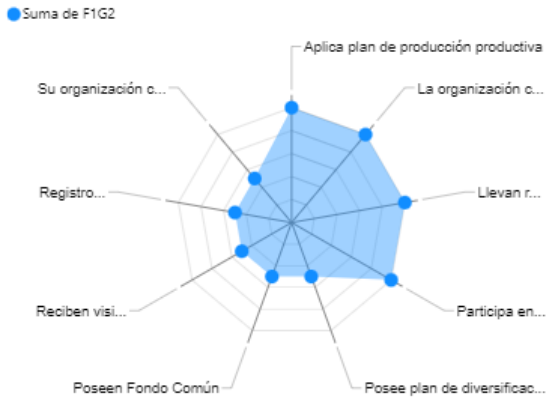 Suma de F1G2
Aplica plan de producción productiva
Su organización c...
La organización c...
Registro...
Llevan r...
Reciben visi...
Participa en...
Poseen Fondo Común
Posee plan de diversificac...